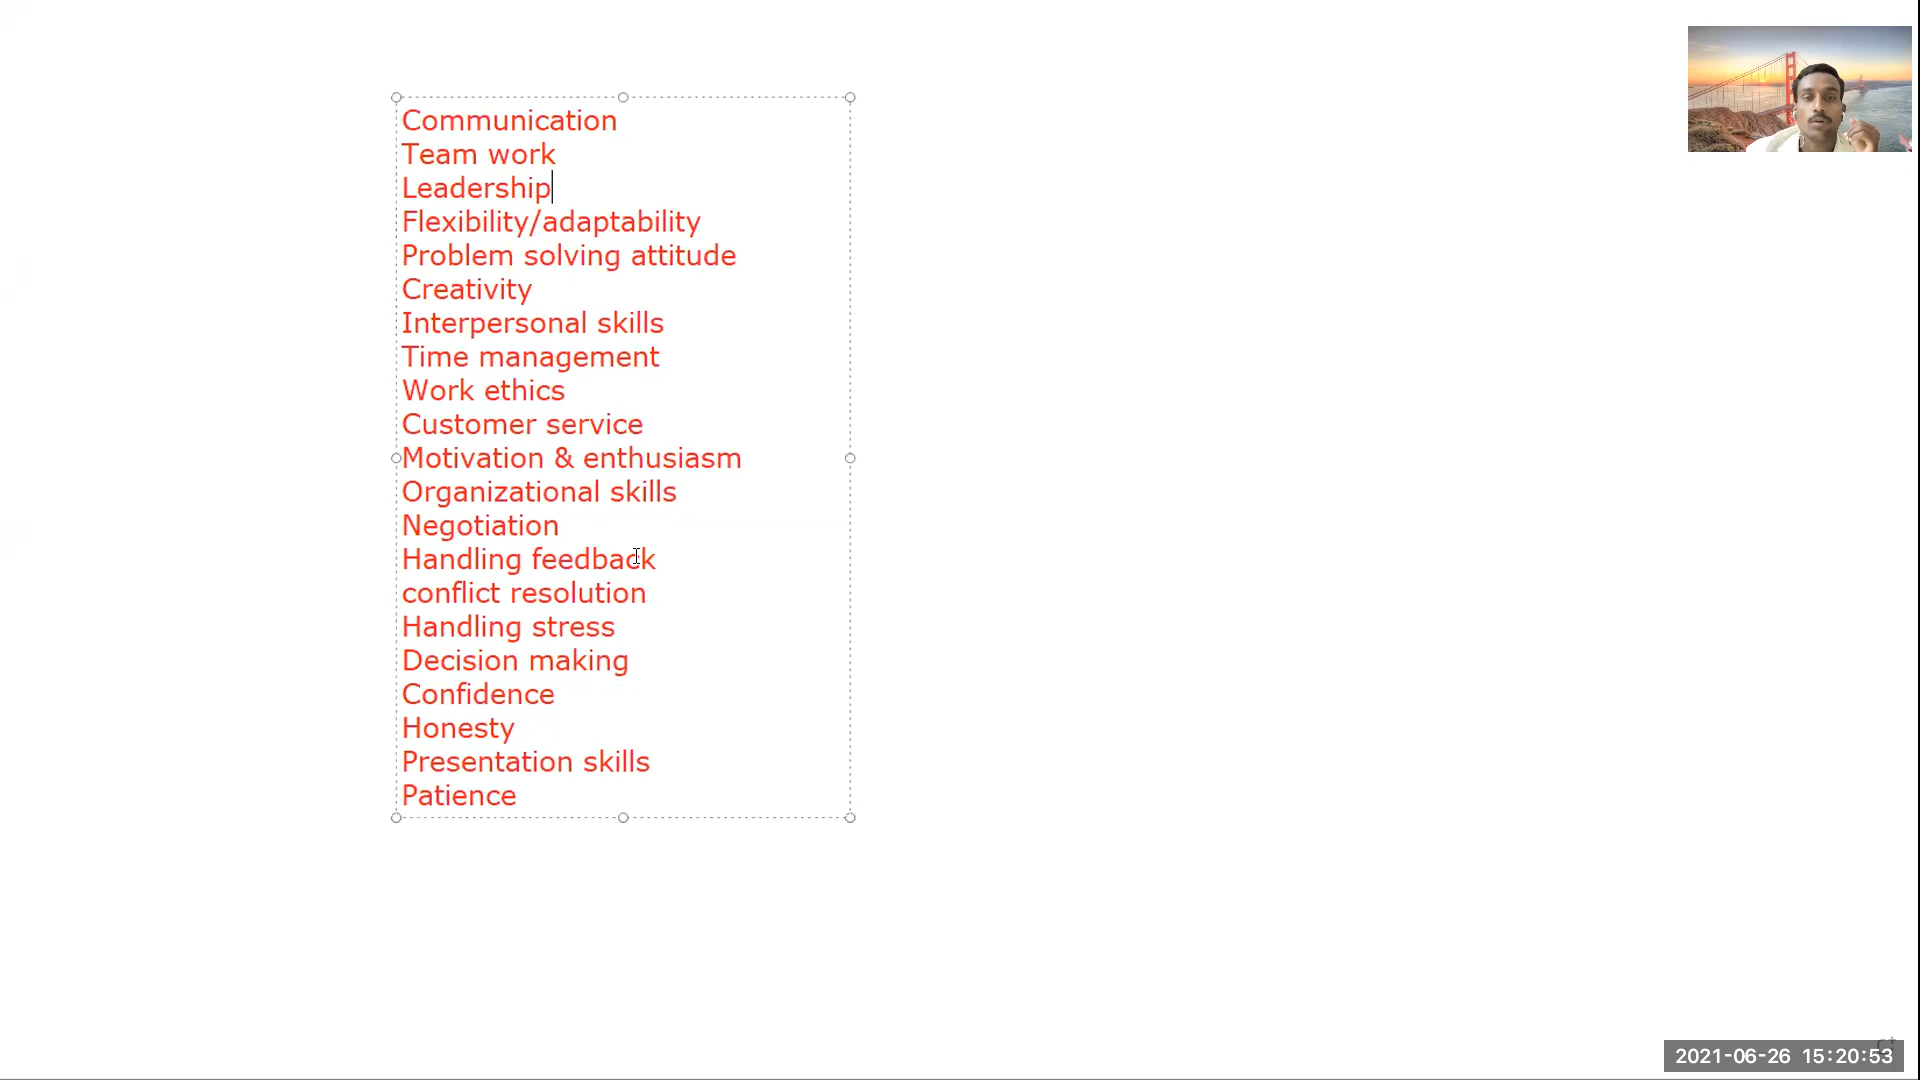 Communication
Team work
Leadership
Flexibility/adaptability
Problem solving attitude
Creativity
Interpersonal skills
Time management
Work ethics
Customer service
Motivation & enthusiasm
Organizational skills
Negotiation
Handling feedback
conflict resolution
Handling stress
Decision making
Confidence
Honesty
Presentation skills
Patience
2021-06-26 15:20:53